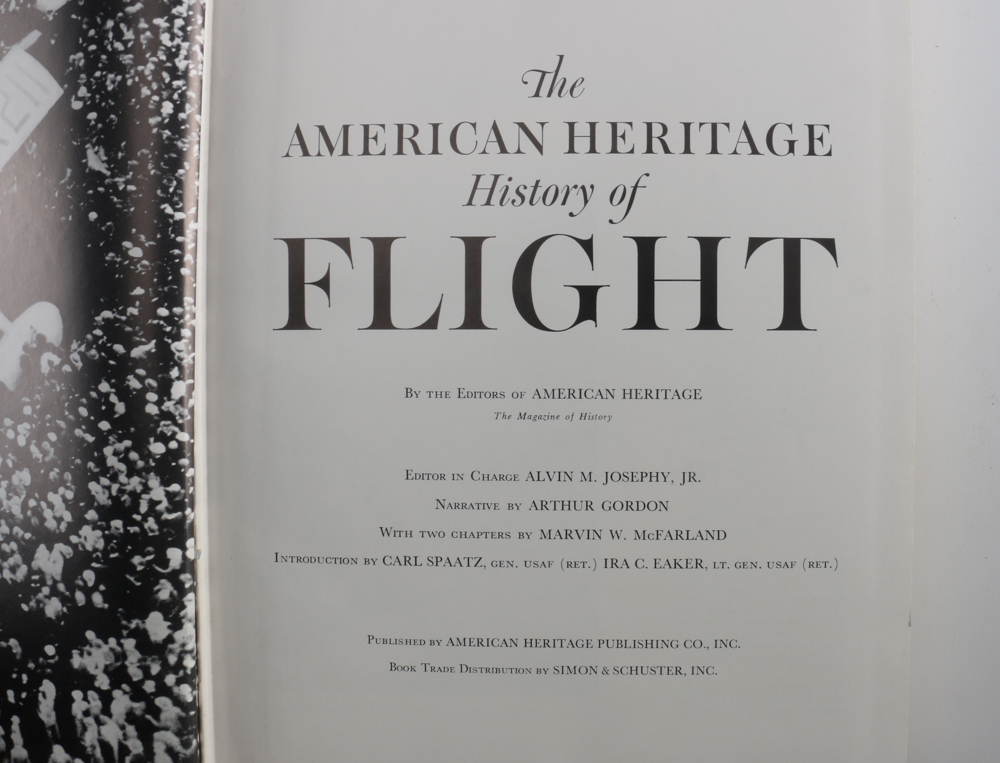 The
AMERICAN HERITAGE
History of
FLIGHT
BY THE EDITORS OF AMERICAN HERITAGE
The Magazine of History
EDITOR IN CHARGE ALVIN M. JOSEPHY, JR.
NARRATIVE BY ARTHUR GORDON
WITH TWO CHAPTERS BY MARVIN W. McFARLAND
INTRODUCTION BY CARL SPAATZ, GEN. USAF (RET.) IRA C. EAKER, LT. GEN. USAF (RET.)
PUBLISHED BY AMERICAN HERITAGE PUBLISHING CO., INC.
BOOK TRADE DISTRIBUTION BY SIMON & SCHUSTER, INC.